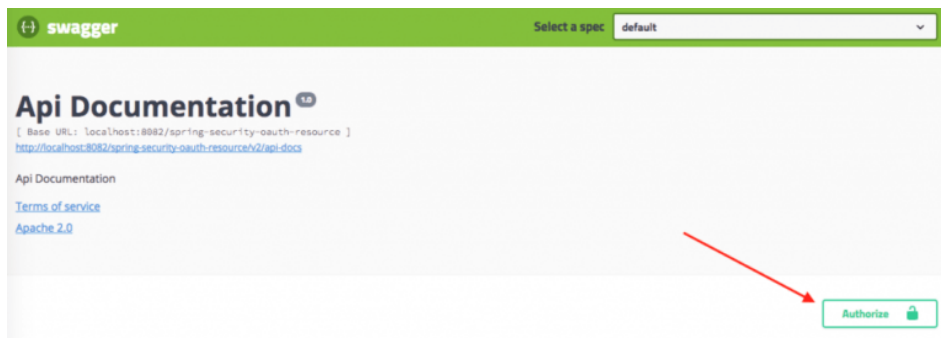 swagger Select a spec default
Api Documentation 1.0
[ Base URL: localhost:8082/spring-security-oauth-resource ]
http://localhost:8082/spring-security-oauth-resource/v2/api-docs
Api Documentation
Terms of service
Apache 2.0
Authorize